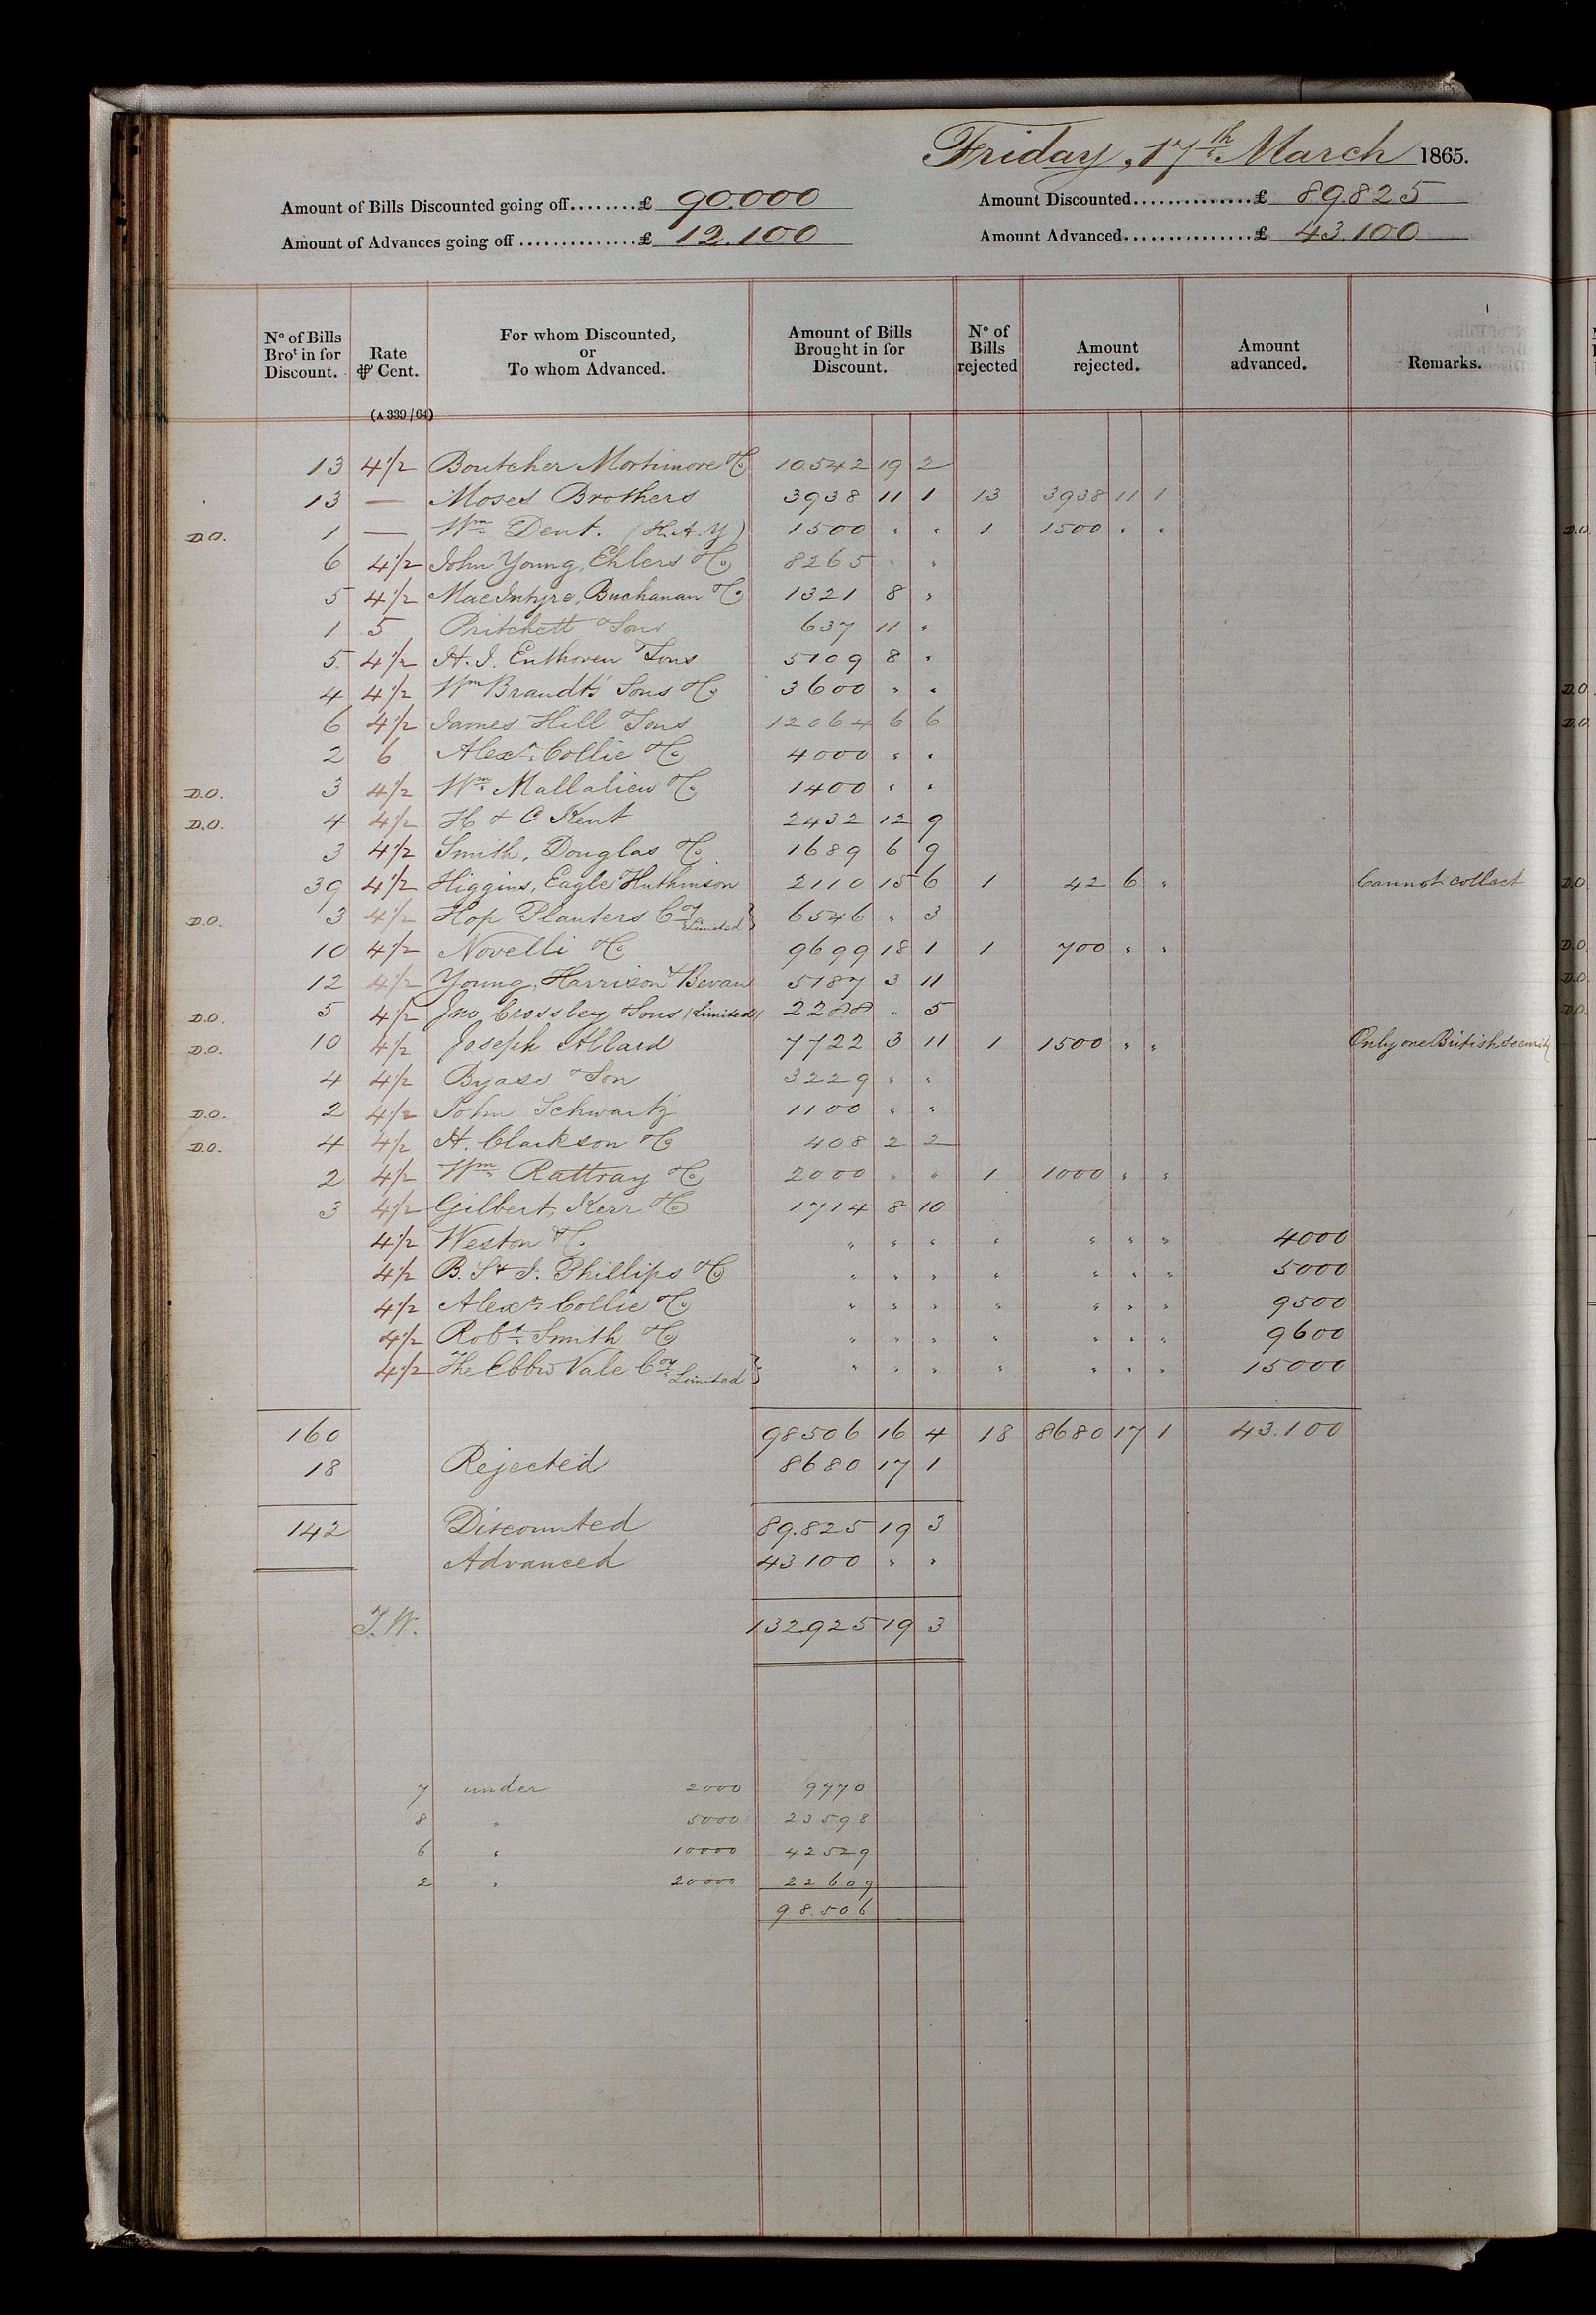 Friday, 17th March 1865.
Amount of Bills Discounted going off........£ 90.000 Amount Discounted...............£ 89.825
Amount of Advances going off ...............£ 12.100 Amount Advanced................£ 43.100
No of Bills Brot in for Discount. Rate ⅌ Cent. For whom Discounted, or To whom Advanced. Amount of Bills Brought in for Discount. No of Bills rejected Amount rejected. Amount advanced. Remarks.
(A 339/64)
13 4½ Boutcher Mortimore & Co 10542 19 2
13 — Moses Brothers 3938 11 1 13 3938 11 1
D.O. 1 — Wm Dent. (H.A.Y) 1500 " " 1 1500 " "
6 4½ John Young, Ehlers & Co 8265 " "
5 4½ MacIntyre, Buchanan & Co 1321 8 "
1 5 Pritchett & Sons 637 11 "
5 4½ H. J. Enthoven & Sons 5109 8 "
4 4½ Wm Brandt's Sons & Co 3600 " "
6 4½ James Hill & Sons 12064 6 6
2 6 Alexr Collie & Co 4000 " "
D.O. 3 4½ Wm Mallalieu & Co 1400 " "
D.O. 4 4½ H & C Kent 2432 12 9
3 4½ Smith, Douglas & Co 1689 6 9
39 4½ Higgins, Eagle & Huthinson 2110 15 6 1 42 6 " Cannot collect
D.O. 3 4½ Hop Planters Coy Limited } 6546 " 3
10 4½ Novelli & Co 9699 18 1 1 700 " "
12 4½ Young, Harrison & Bevan 5187 3 11
D.O. 5 4½ Jno Crossley & Sons (Limited) 2288 " 5
D.O. 10 4½ Joseph Allard 7722 3 11 1 1500 " " Only one British security
4 4½ Byass & Son 3229 " "
D.O. 2 4½ John Schwartz 1100 " "
D.O. 4 4½ H. Clarkson & Co 408 2 2
2 4½ Wm Rattray & Co 2000 " " 1 1000 " "
3 4½ Gilbert, Kerr & Co 1714 8 10
4½ Weston & Co " " " " " " " 4000
4½ B. S & J. Phillips & Co " " " " " " " 5000
4½ Alexr Collie & Co " " " " " " " 9500
4½ Robt Smith & Co " " " " " " " 9600
4½ The Ebbw Vale Coy Limited } " " " " " " " 15000
160 98506 16 4 18 8680 17 1 43.100
18 Rejected 8680 17 1
142 Discounted 89.825 19 3
Advanced 43100 " "
J.W. 132925 19 3
7 under 2000 9770
8 " 5000 23598
6 " 10000 42529
2 " 20000 22609
98.506